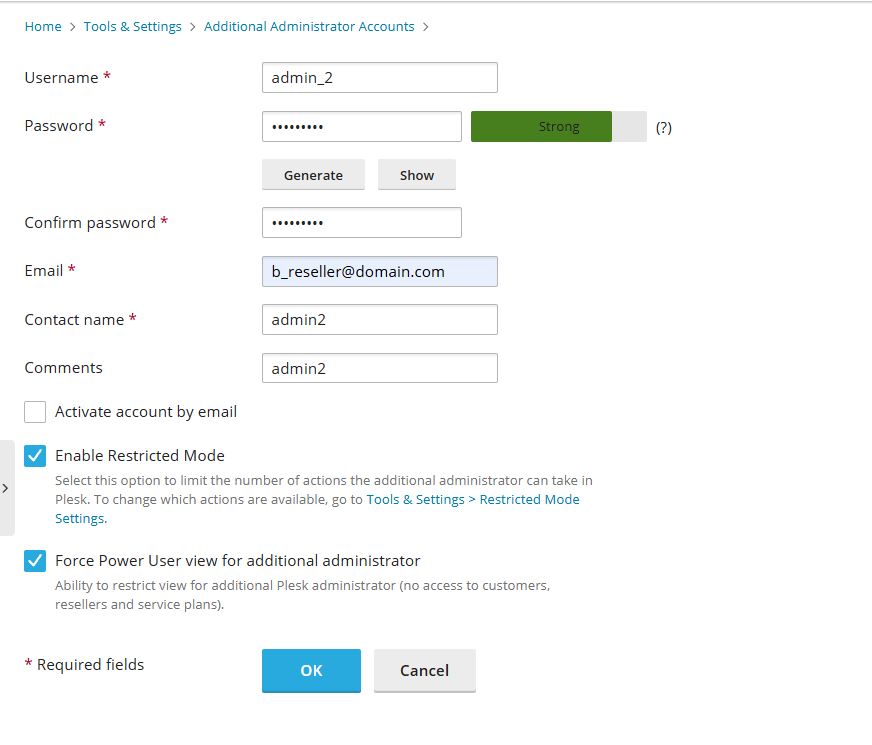 Home > Tools & Settings > Additional Administrator Accounts >
Username * admin_2
Password * ••••••••• Strong (?)
Generate Show
Confirm password * •••••••••
Email * b_reseller@domain.com
Contact name * admin2
Comments admin2
Activate account by email
Enable Restricted Mode
Select this option to limit the number of actions the additional administrator can take in
Plesk. To change which actions are available, go to Tools & Settings > Restricted Mode
Settings.
Force Power User view for additional administrator
Ability to restrict view for additional Plesk administrator (no access to customers,
resellers and service plans).
* Required fields OK Cancel